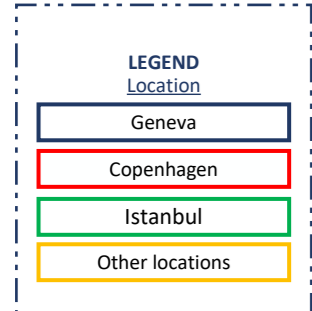 LEGEND
Location
Geneva
Copenhagen
Istanbul
Other locations